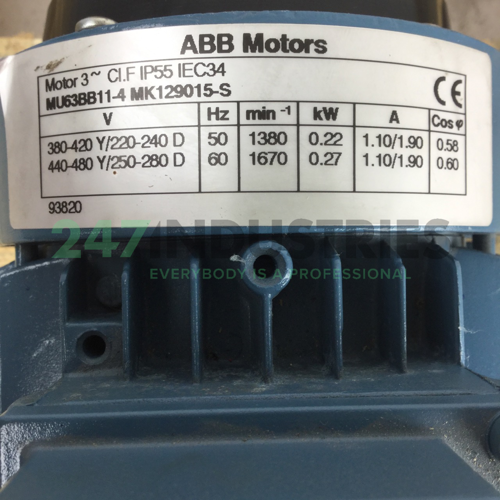 ABB Motors
Motor 3~ Cl.F IP55 IEC34
MU63BB11-4 MK129015-S
CE
V Hz min -1 kW A Cos φ
380-420 Y/220-240 D 50 1380 0.22 1.10/1.90 0.58
440-480 Y/250-280 D 60 1670 0.27 1.10/1.90 0.60
93820
247INDUSTRIES
EVERYBODY IS A PROFESSIONAL